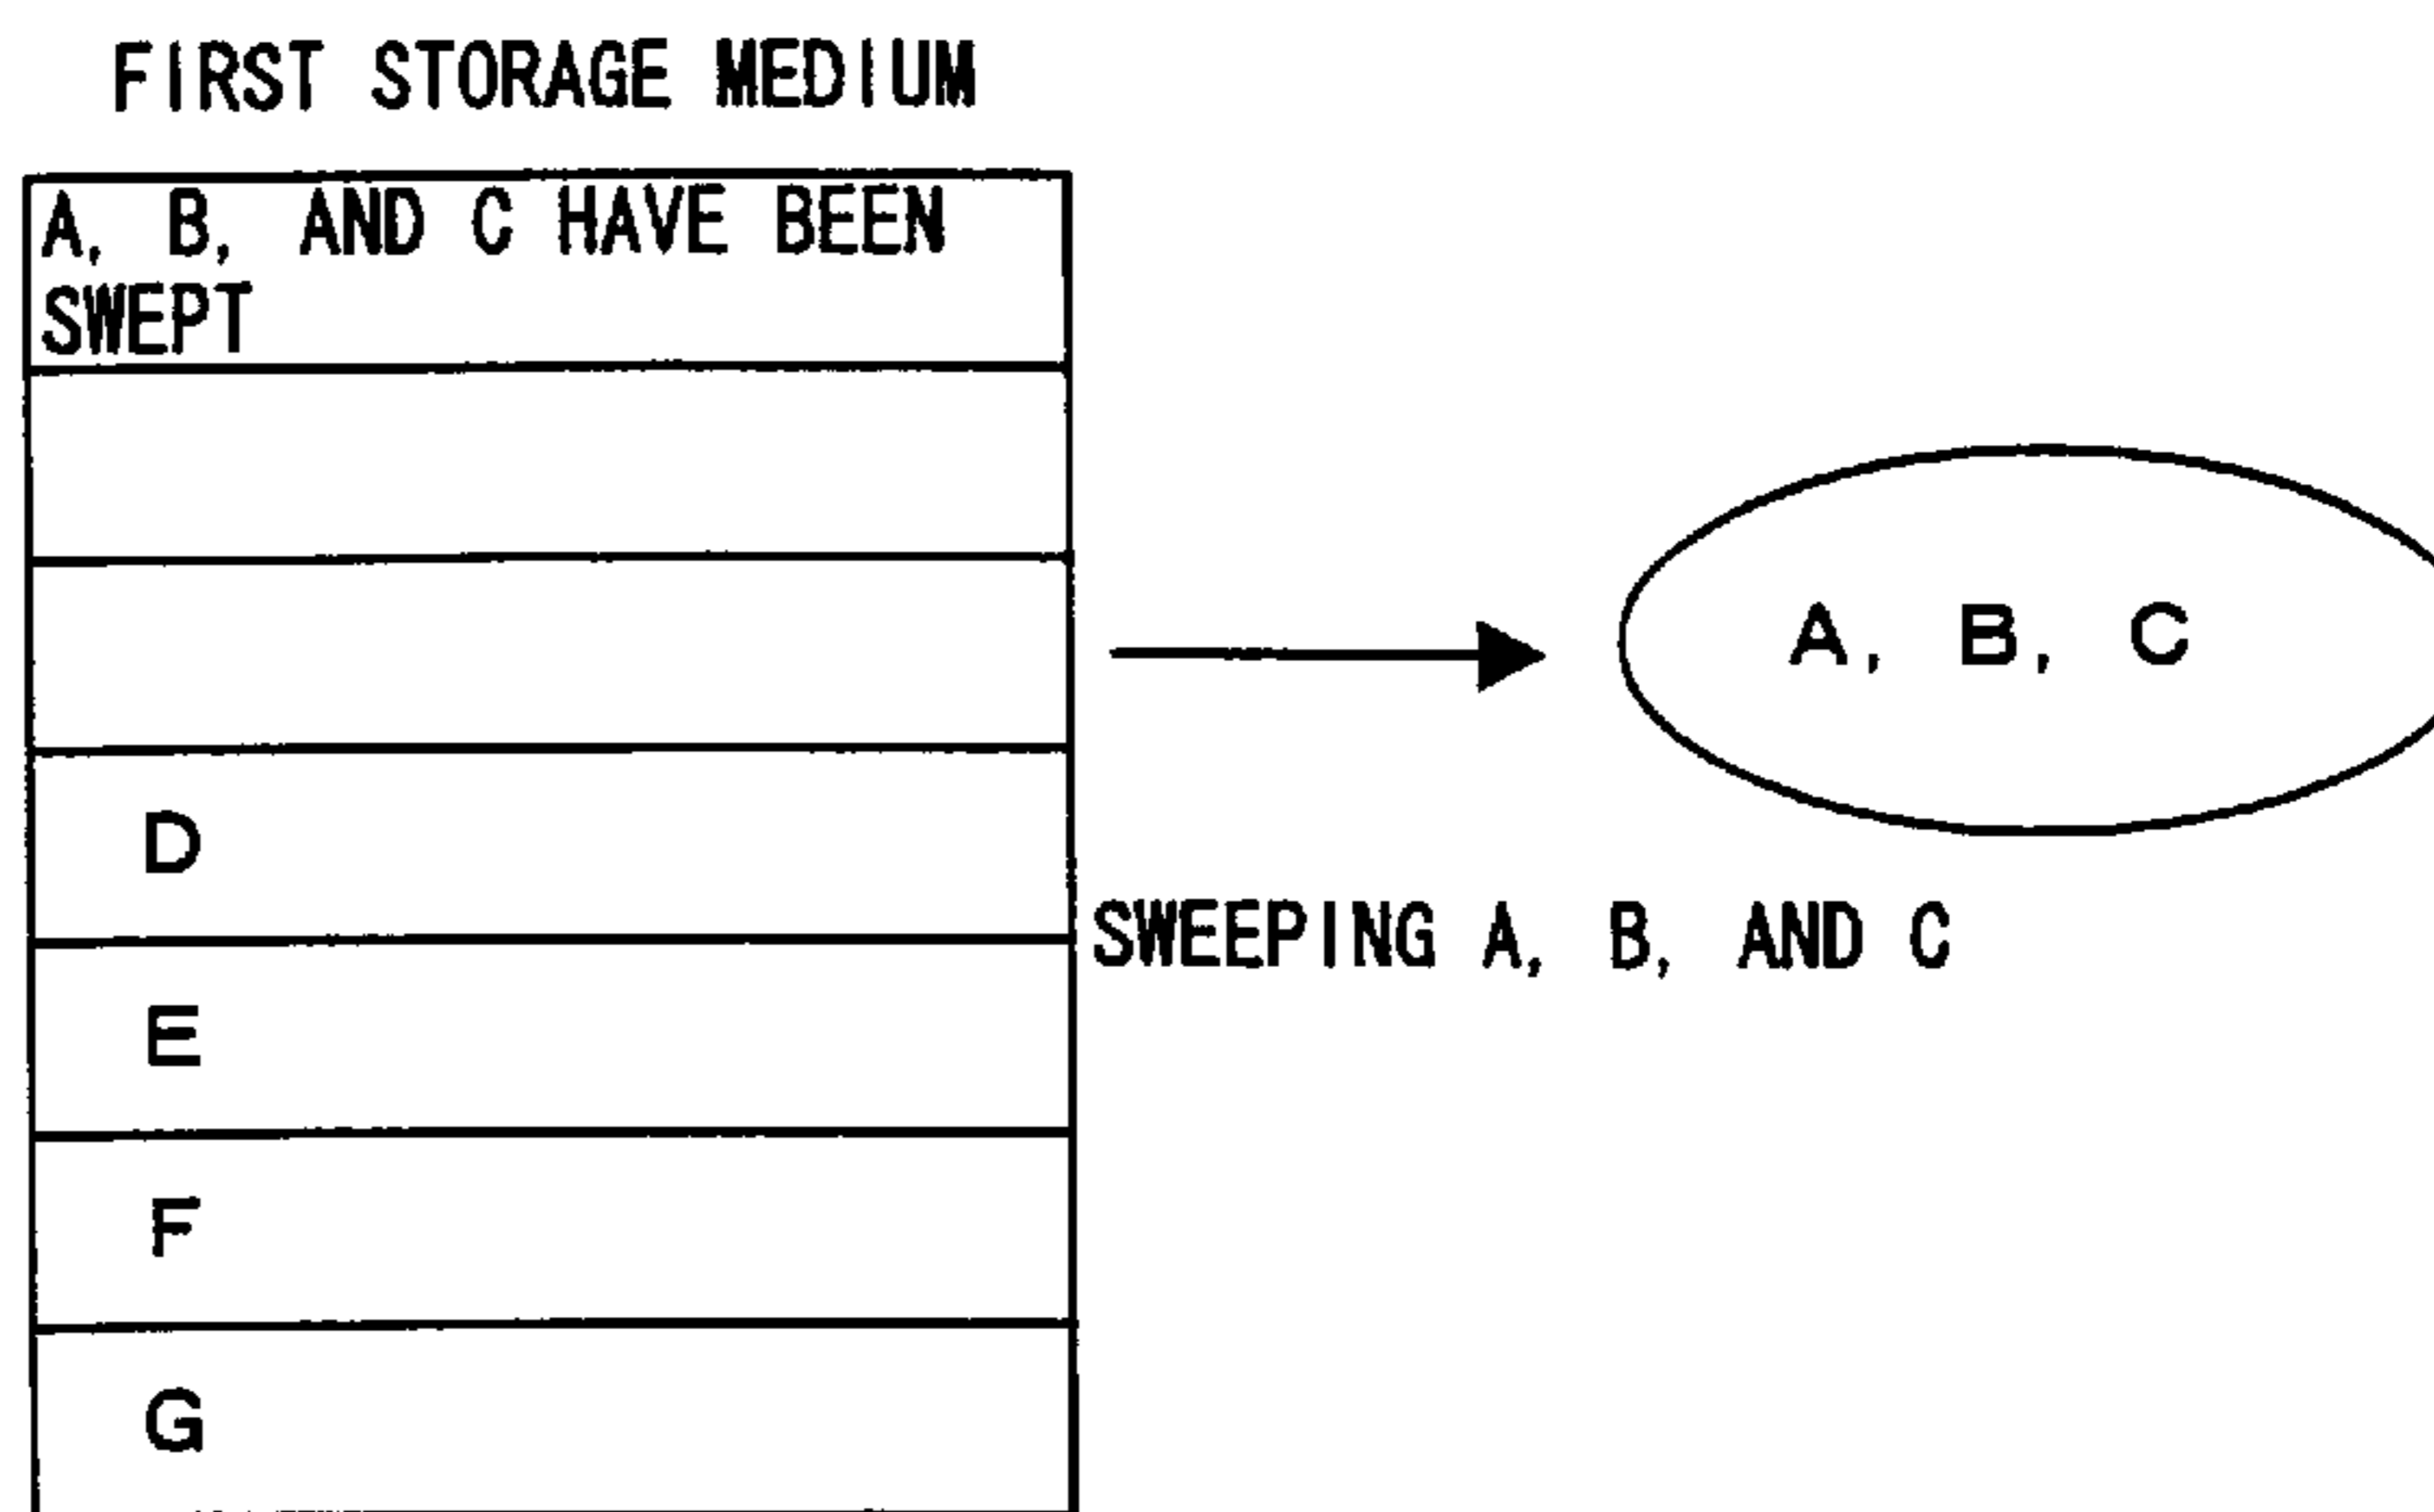 FIRST STORAGE MEDIUM
A, B, AND C HAVE BEEN
SWEPT
A, B, C
D
SWEEPING A, B, AND C
E
F
G